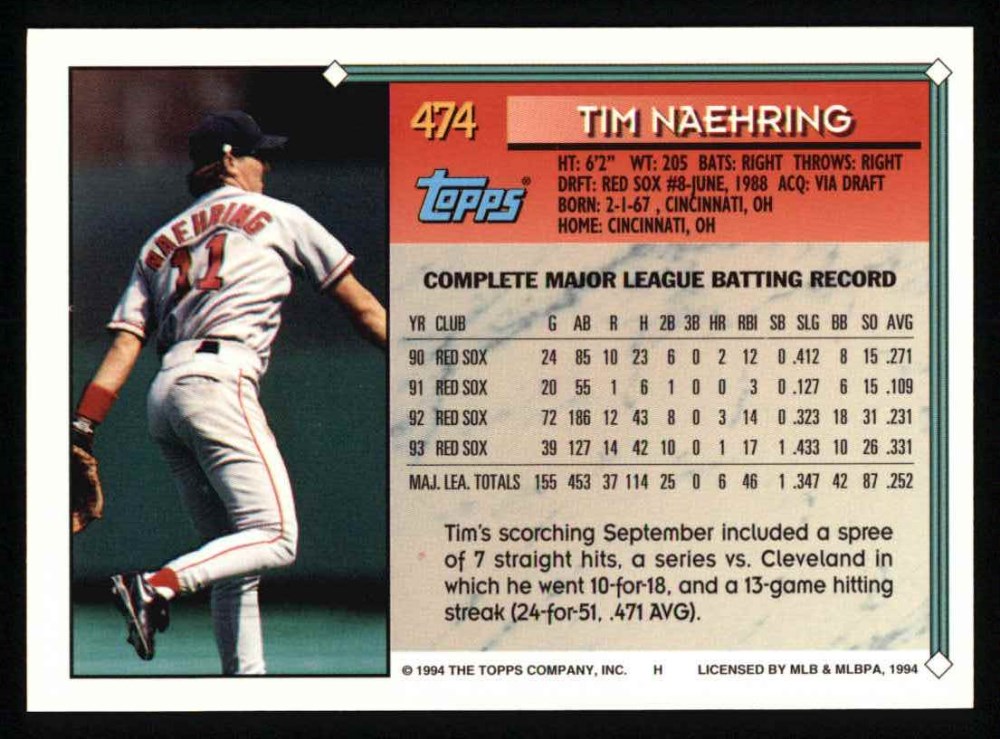 474
TIM NAEHRING
Topps®
HT: 6'2" WT: 205 BATS: RIGHT THROWS: RIGHT
DRFT: RED SOX #8-JUNE, 1988 ACQ: VIA DRAFT
BORN: 2-1-67 , CINCINNATI, OH
HOME: CINCINNATI, OH
NAEHRING
11
COMPLETE MAJOR LEAGUE BATTING RECORD
YR CLUB G AB R H 2B 3B HR RBI SB SLG BB SO AVG
90 RED SOX 24 85 10 23 6 0 2 12 0 .412 8 15 .271
91 RED SOX 20 55 1 6 1 0 0 3 0 .127 6 15 .109
92 RED SOX 72 186 12 43 8 0 3 14 0 .323 18 31 .231
93 RED SOX 39 127 14 42 10 0 1 17 1 .433 10 26 .331
MAJ. LEA. TOTALS 155 453 37 114 25 0 6 46 1 .347 42 87 .252
Tim's scorching September included a spree
of 7 straight hits, a series vs. Cleveland in
which he went 10-for-18, and a 13-game hitting
streak (24-for-51, .471 AVG).
© 1994 THE TOPPS COMPANY, INC. H LICENSED BY MLB & MLBPA, 1994